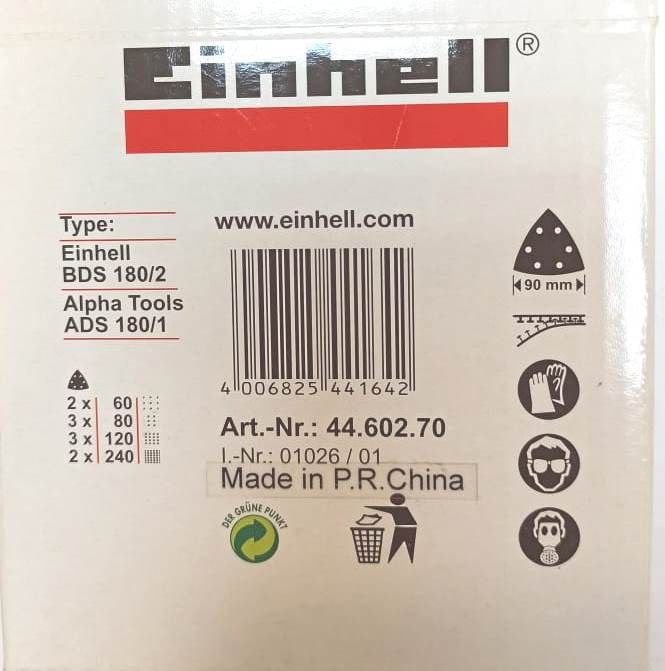 Einhell®
Type:
Einhell
BDS 180/2
Alpha Tools
ADS 180/1
2 x 60
3 x 80
3 x 120
2 x 240
www.einhell.com
4 006825 441642
Art.-Nr.: 44.602.70
I.-Nr.: 01026 / 01
Made in P.R.China
DER GRÜNE PUNKT
90 mm